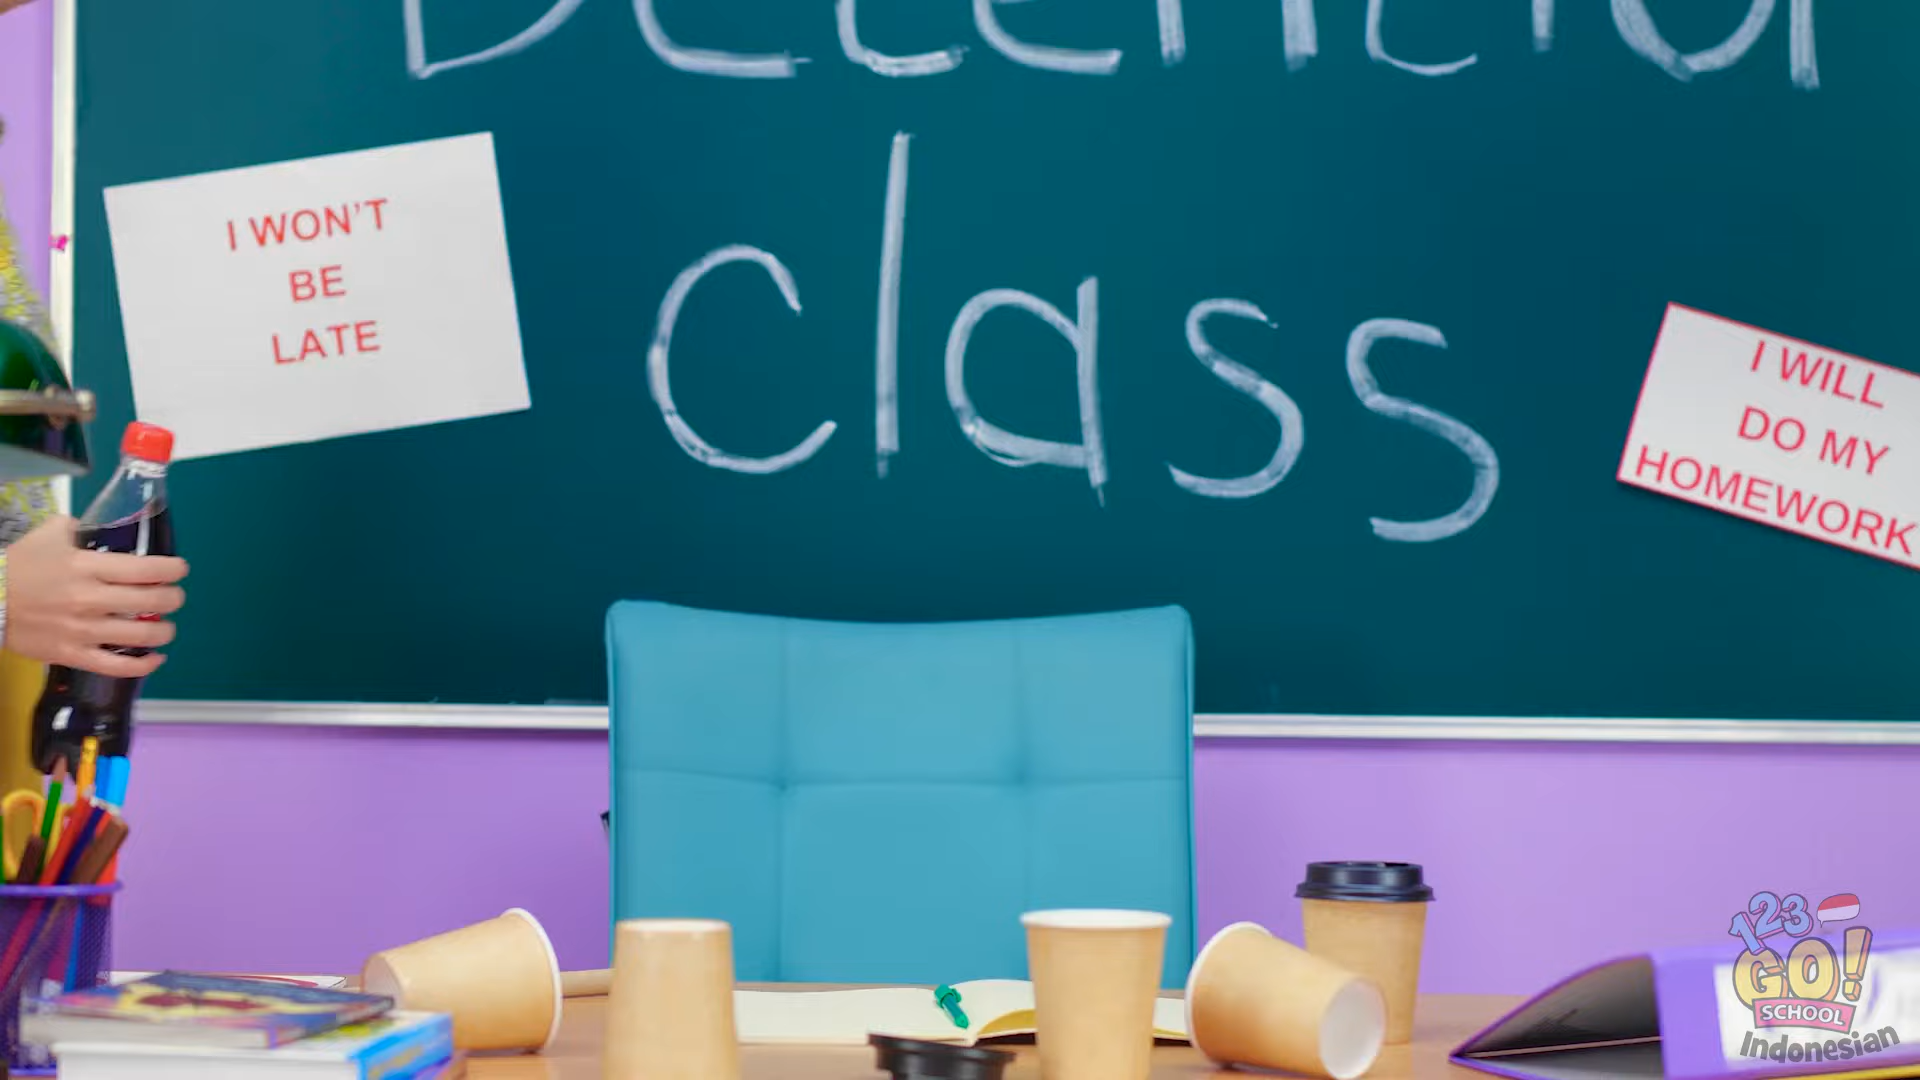 class
I WON'T
BE
LATE
I WILL
DO MY
HOMEWORK
123
GO!
SCHOOL
Indonesian